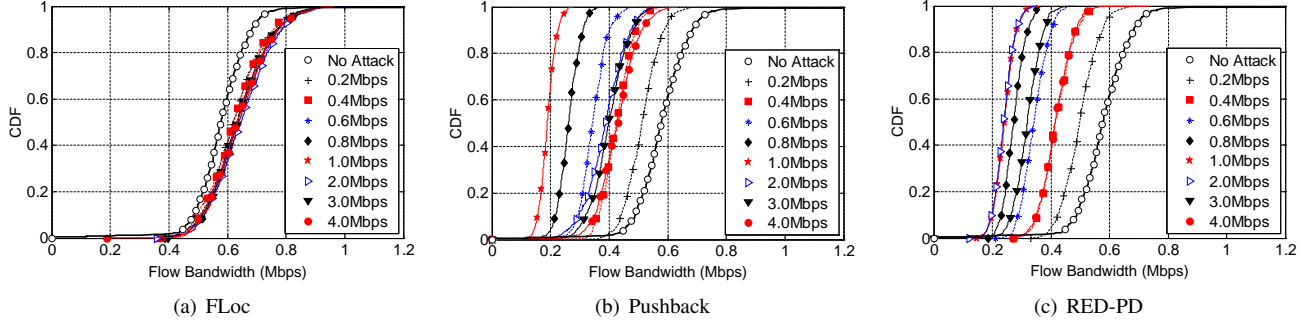 1
0.8
0.6
0.4
0.2
0
CDF
0 0.2 0.4 0.6 0.8 1 1.2
Flow Bandwidth (Mbps)
No Attack
0.2Mbps
0.4Mbps
0.6Mbps
0.8Mbps
1.0Mbps
2.0Mbps
3.0Mbps
4.0Mbps
(a) FLoc
1
0.8
0.6
0.4
0.2
0
CDF
0 0.2 0.4 0.6 0.8 1 1.2
Flow Bandwidth (Mbps)
No Attack
0.2Mbps
0.4Mbps
0.6Mbps
0.8Mbps
1.0Mbps
2.0Mbps
3.0Mbps
4.0Mbps
(b) Pushback
1
0.8
0.6
0.4
0.2
0
CDF
0 0.2 0.4 0.6 0.8 1 1.2
Flow Bandwidth (Mbps)
No Attack
0.2Mbps
0.4Mbps
0.6Mbps
0.8Mbps
1.0Mbps
2.0Mbps
3.0Mbps
4.0Mbps
(c) RED-PD